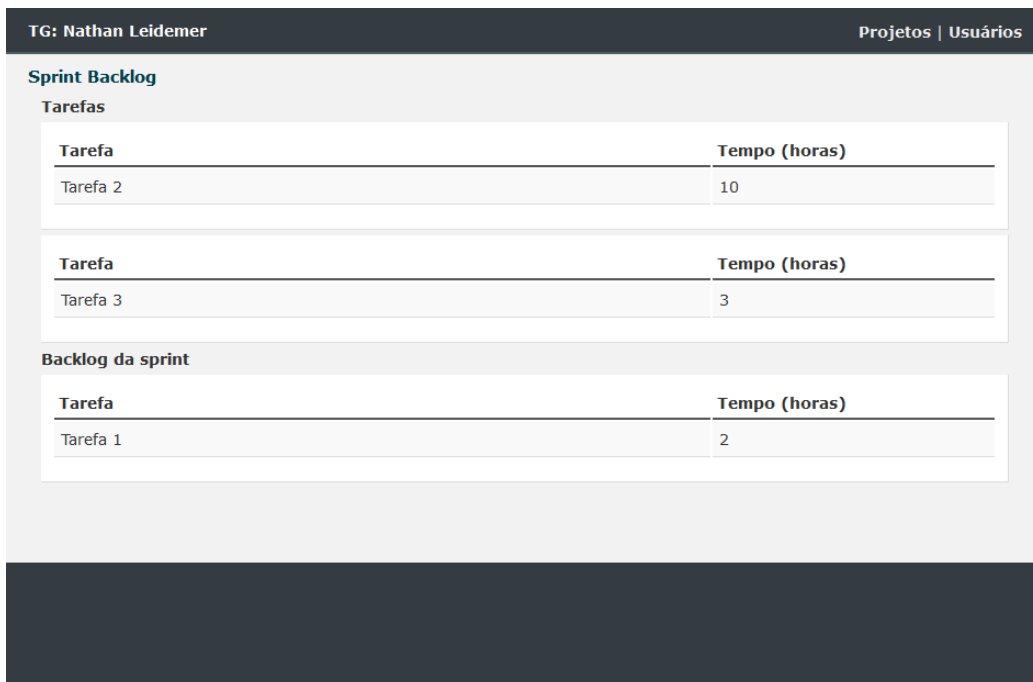 TG: Nathan Leidemer Projetos | Usuários
Sprint Backlog
Tarefas
Tarefa Tempo (horas)
Tarefa 2 10
Tarefa Tempo (horas)
Tarefa 3 3
Backlog da sprint
Tarefa Tempo (horas)
Tarefa 1 2